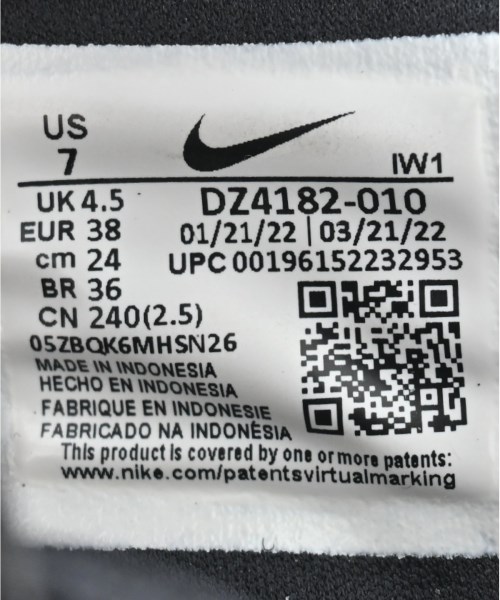 US
7
IW1
UK 4.5
DZ4182-010
EUR 38
01/21/22 | 03/21/22
cm 24
UPC 00196152232953
BR 36
CN 240(2.5)
05ZBQK6MHSN26
MADE IN INDONESIA
HECHO EN INDONESIA
FABRIQUE EN INDONESIE
FABRICADO NA INDONÉSIA
This product is covered by one or more patents:
www.nike.com/patentsvirtualmarking